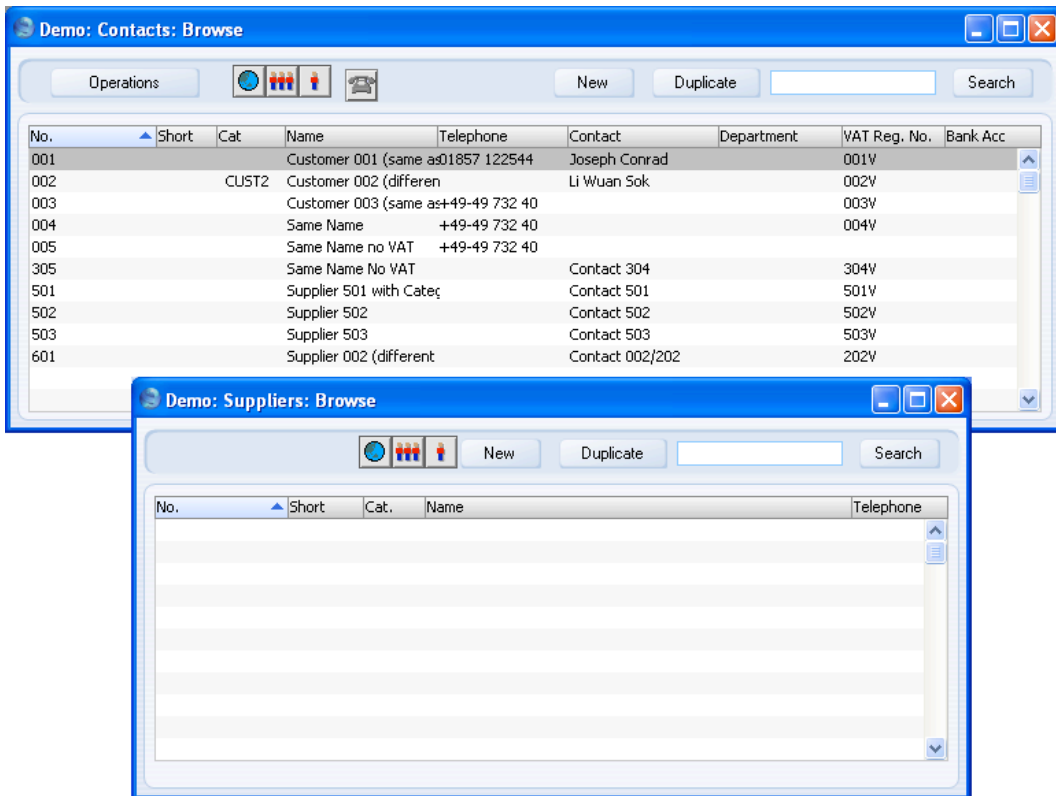 Demo: Contacts: Browse
Operations New Duplicate Search
No. Short Cat Name Telephone Contact Department VAT Reg. No. Bank Acc
001 Customer 001 (same as 01857 122544 Joseph Conrad 001V
002 CUST2 Customer 002 (differen Li Wuan Sok 002V
003 Customer 003 (same as +49-49 732 40 003V
004 Same Name +49-49 732 40 004V
005 Same Name no VAT +49-49 732 40
305 Same Name No VAT Contact 304 304V
501 Supplier 501 with Categ Contact 501 501V
502 Supplier 502 Contact 502 502V
503 Supplier 503 Contact 503 503V
601 Supplier 002 (different Contact 002/202 202V
Demo: Suppliers: Browse
New Duplicate Search
No. Short Cat. Name Telephone